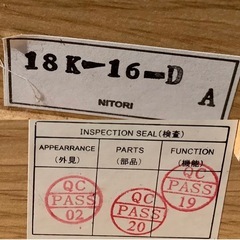 18K-16-D
A
NITORI
INSPECTION SEAL(検査)
APPEARANCE PARTS FUNCTION
(外見) (部品) (機能)
QC PASS 02
QC PASS 20
QC PASS 19